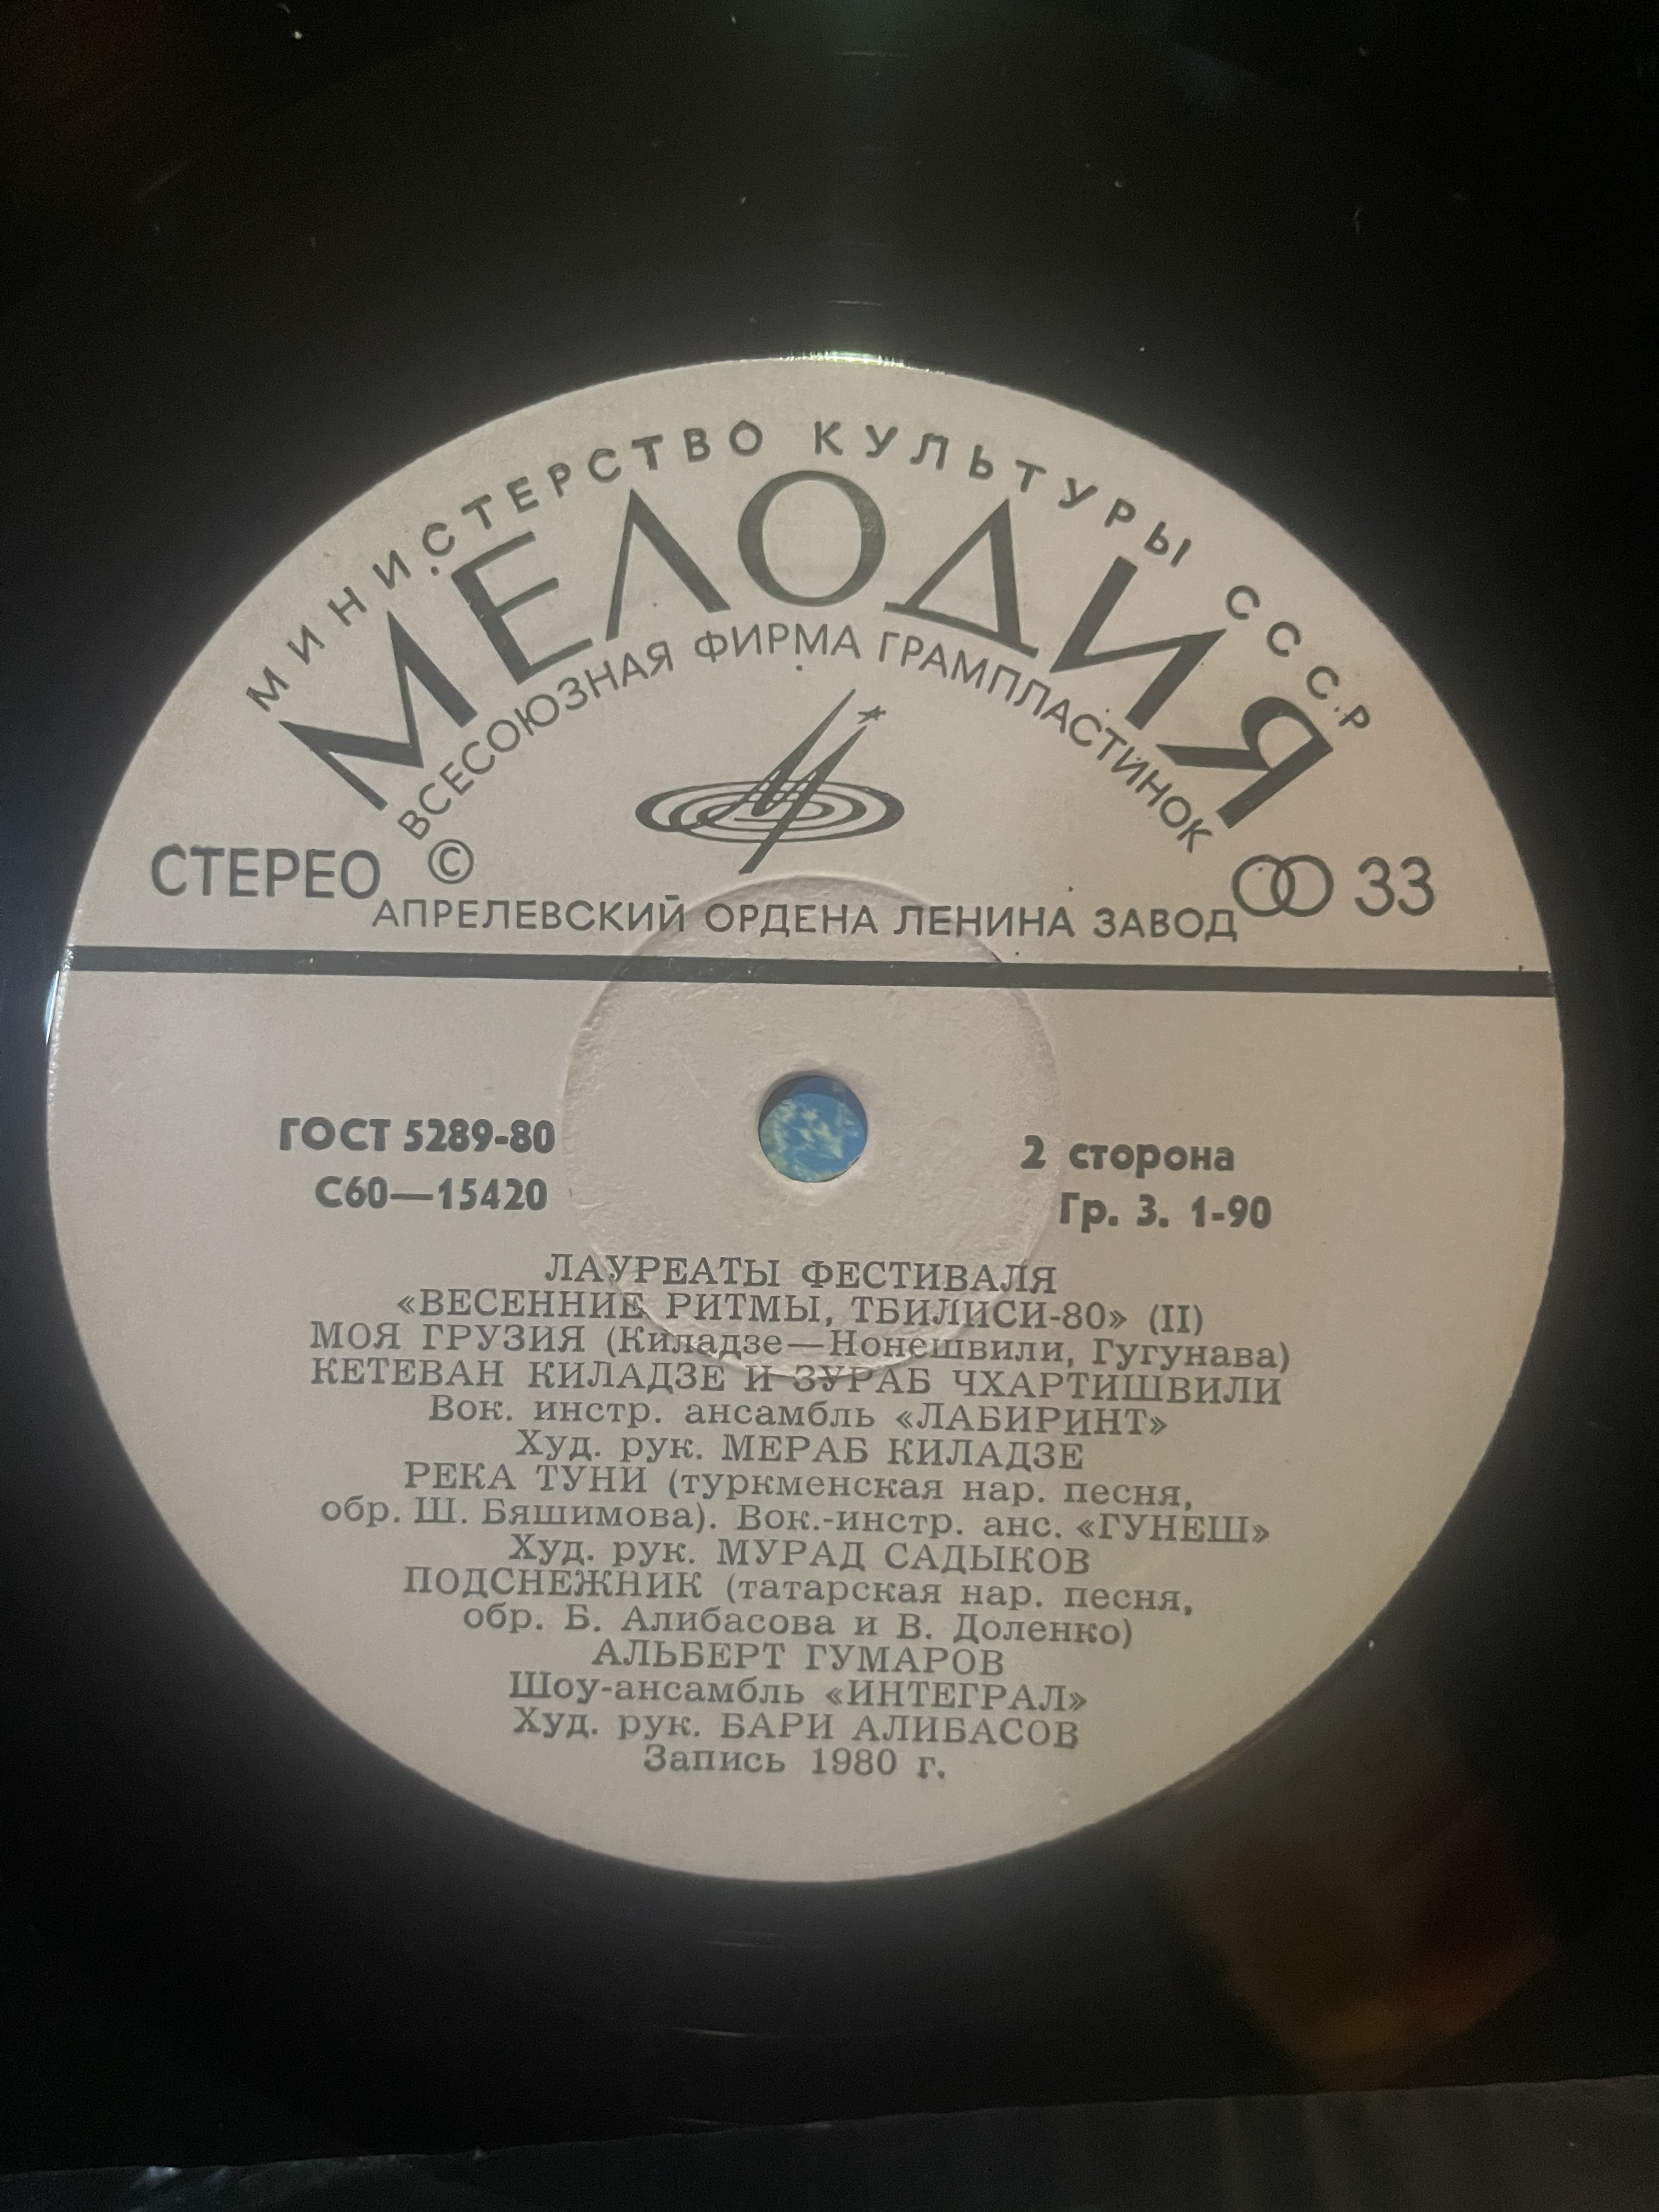 МИНИСТЕРСТВО КУЛЬТУРЫ СССР
МЕЛОДИЯ
ВСЕСОЮЗНАЯ ФИРМА ГРАМПЛАСТИНОК
СТЕРЕО © 33
АПРЕЛЕВСКИЙ ОРДЕНА ЛЕНИНА ЗАВОД
ГОСТ 5289-80 2 сторона
С60—15420 Гр. 3. 1-90
ЛАУРЕАТЫ ФЕСТИВАЛЯ
«ВЕСЕННИЕ РИТМЫ, ТБИЛИСИ-80» (II)
МОЯ ГРУЗИЯ (Киладзе—Нонешвили, Гугунава)
КЕТЕВАН КИЛАДЗЕ И ЗУРАБ ЧХАРТИШВИЛИ
Вок. инстр. ансамбль «ЛАБИРИНТ»
Худ. рук. МЕРАБ КИЛАДЗЕ
РЕКА ТУНИ (туркменская нар. песня,
обр. Ш. Бяшимова). Вок.-инстр. анс. «ГУНЕШ»
Худ. рук. МУРАД САДЫКОВ
ПОДСНЕЖНИК (татарская нар. песня,
обр. Б. Алибасова и В. Доленко)
АЛЬБЕРТ ГУМАРОВ
Шоу-ансамбль «ИНТЕГРАЛ»
Худ. рук. БАРИ АЛИБАСОВ
Запись 1980 г.